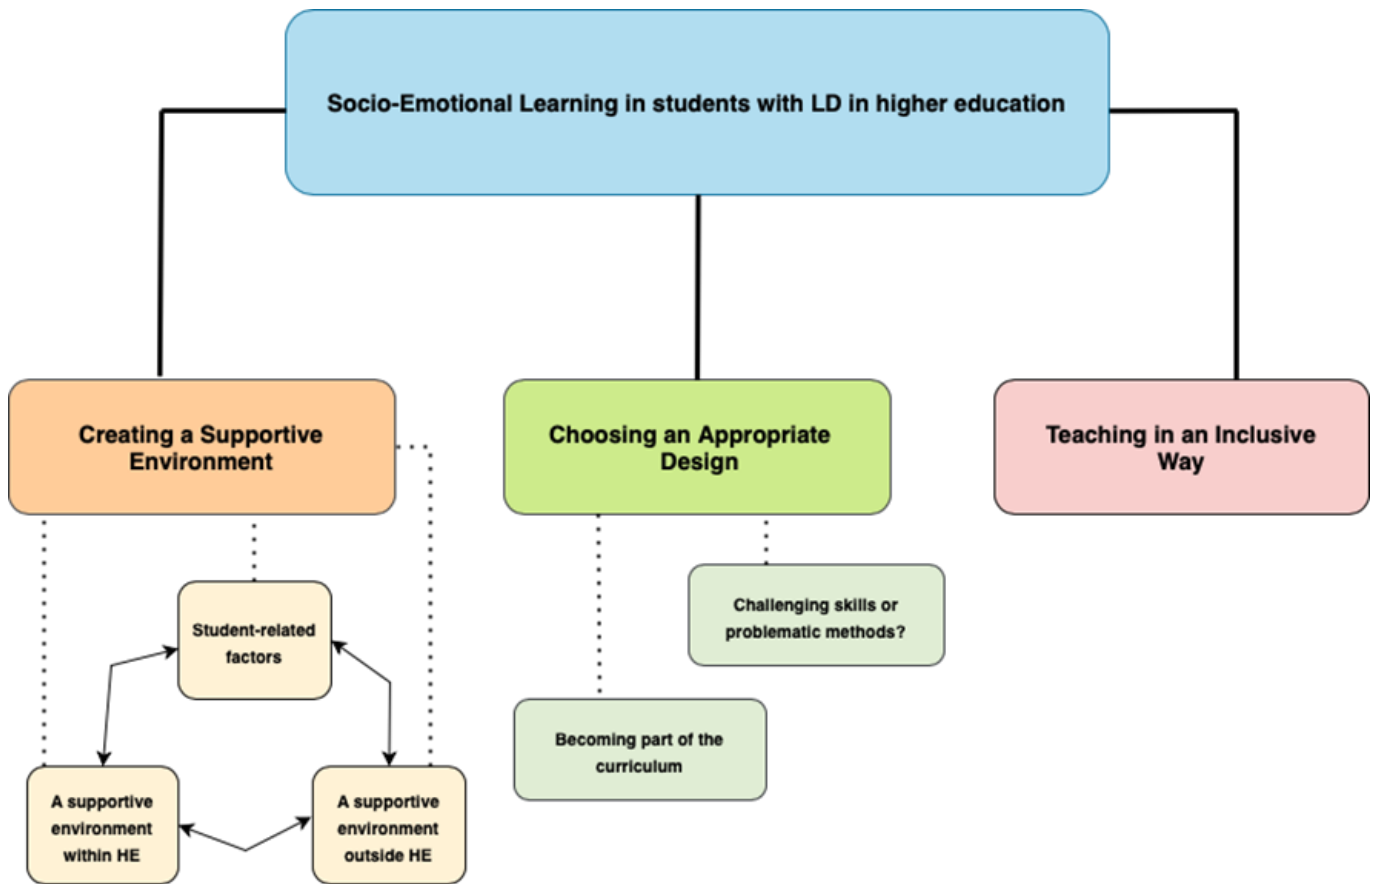 Socio-Emotional Learning in students with LD in higher education
Creating a Supportive
Environment
Choosing an Appropriate
Design
Teaching in an Inclusive
Way
Student-related
factors
A supportive
environment
within HE
A supportive
environment
outside HE
Challenging skills or
problematic methods?
Becoming part of the
curriculum